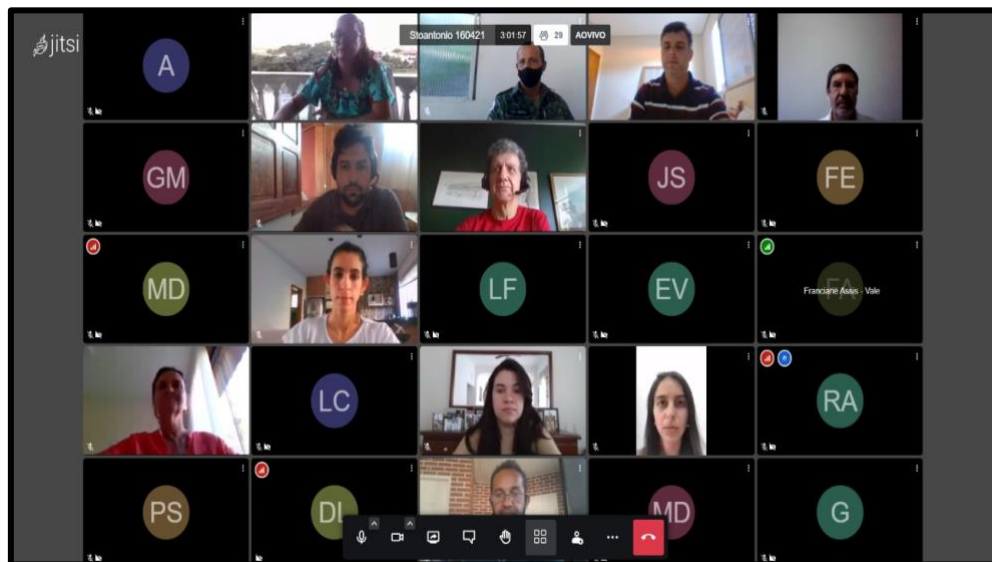 jitsi
Stoantonio 160421 3:01:57 29 AOVIVO
A
GM
JS
FE
MD
LF
EV
FA
Franciane Assis - Vale
LC
RA
PS
DL
MD
G